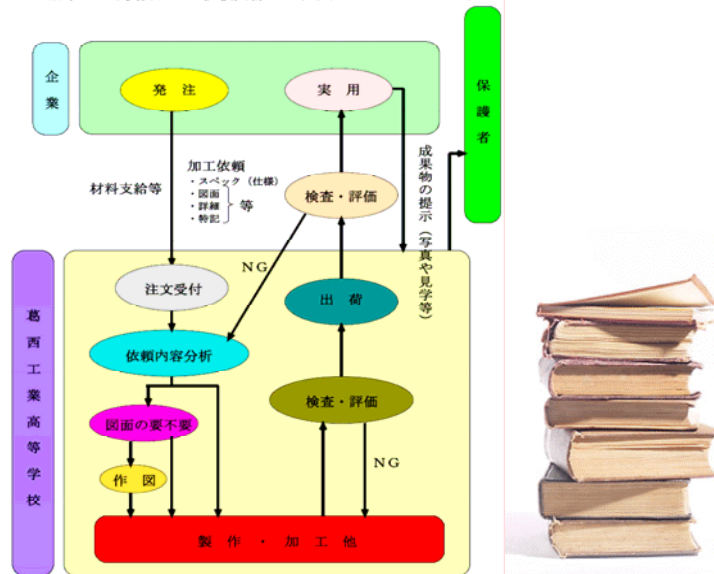 企業
発 注
実 用
保護者
加工依頼
・スペック（仕様）
・図面
・詳細
・特記
等
材料支給等
検査・評価
成果物の提示（写真や見学等）
NG
葛西工業高等学校
注文受付
出 荷
依頼内容分析
検査・評価
図面の要不要
NG
作 図
製 作 ・ 加 工 他